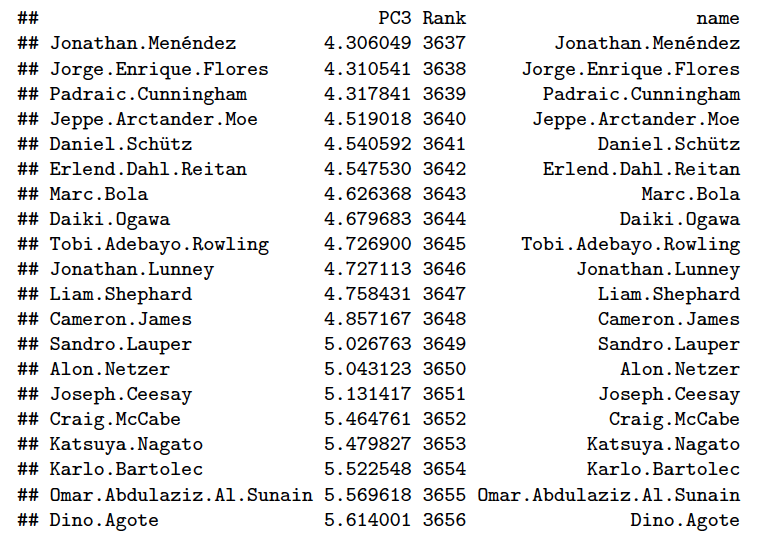 ##                               PC3 Rank                      name
## Jonathan.Menéndez        4.306049 3637         Jonathan.Menéndez
## Jorge.Enrique.Flores     4.310541 3638      Jorge.Enrique.Flores
## Padraic.Cunningham       4.317841 3639        Padraic.Cunningham
## Jeppe.Arctander.Moe      4.519018 3640       Jeppe.Arctander.Moe
## Daniel.Schütz            4.540592 3641             Daniel.Schütz
## Erlend.Dahl.Reitan       4.547530 3642        Erlend.Dahl.Reitan
## Marc.Bola                4.626368 3643                 Marc.Bola
## Daiki.Ogawa              4.679683 3644               Daiki.Ogawa
## Tobi.Adebayo.Rowling     4.726900 3645      Tobi.Adebayo.Rowling
## Jonathan.Lunney          4.727113 3646           Jonathan.Lunney
## Liam.Shephard            4.758431 3647             Liam.Shephard
## Cameron.James            4.857167 3648             Cameron.James
## Sandro.Lauper            5.026763 3649             Sandro.Lauper
## Alon.Netzer              5.043123 3650               Alon.Netzer
## Joseph.Ceesay            5.131417 3651             Joseph.Ceesay
## Craig.McCabe             5.464761 3652              Craig.McCabe
## Katsuya.Nagato           5.479827 3653            Katsuya.Nagato
## Karlo.Bartolec           5.522548 3654            Karlo.Bartolec
## Omar.Abdulaziz.Al.Sunain 5.569618 3655  Omar.Abdulaziz.Al.Sunain
## Dino.Agote               5.614001 3656                Dino.Agote